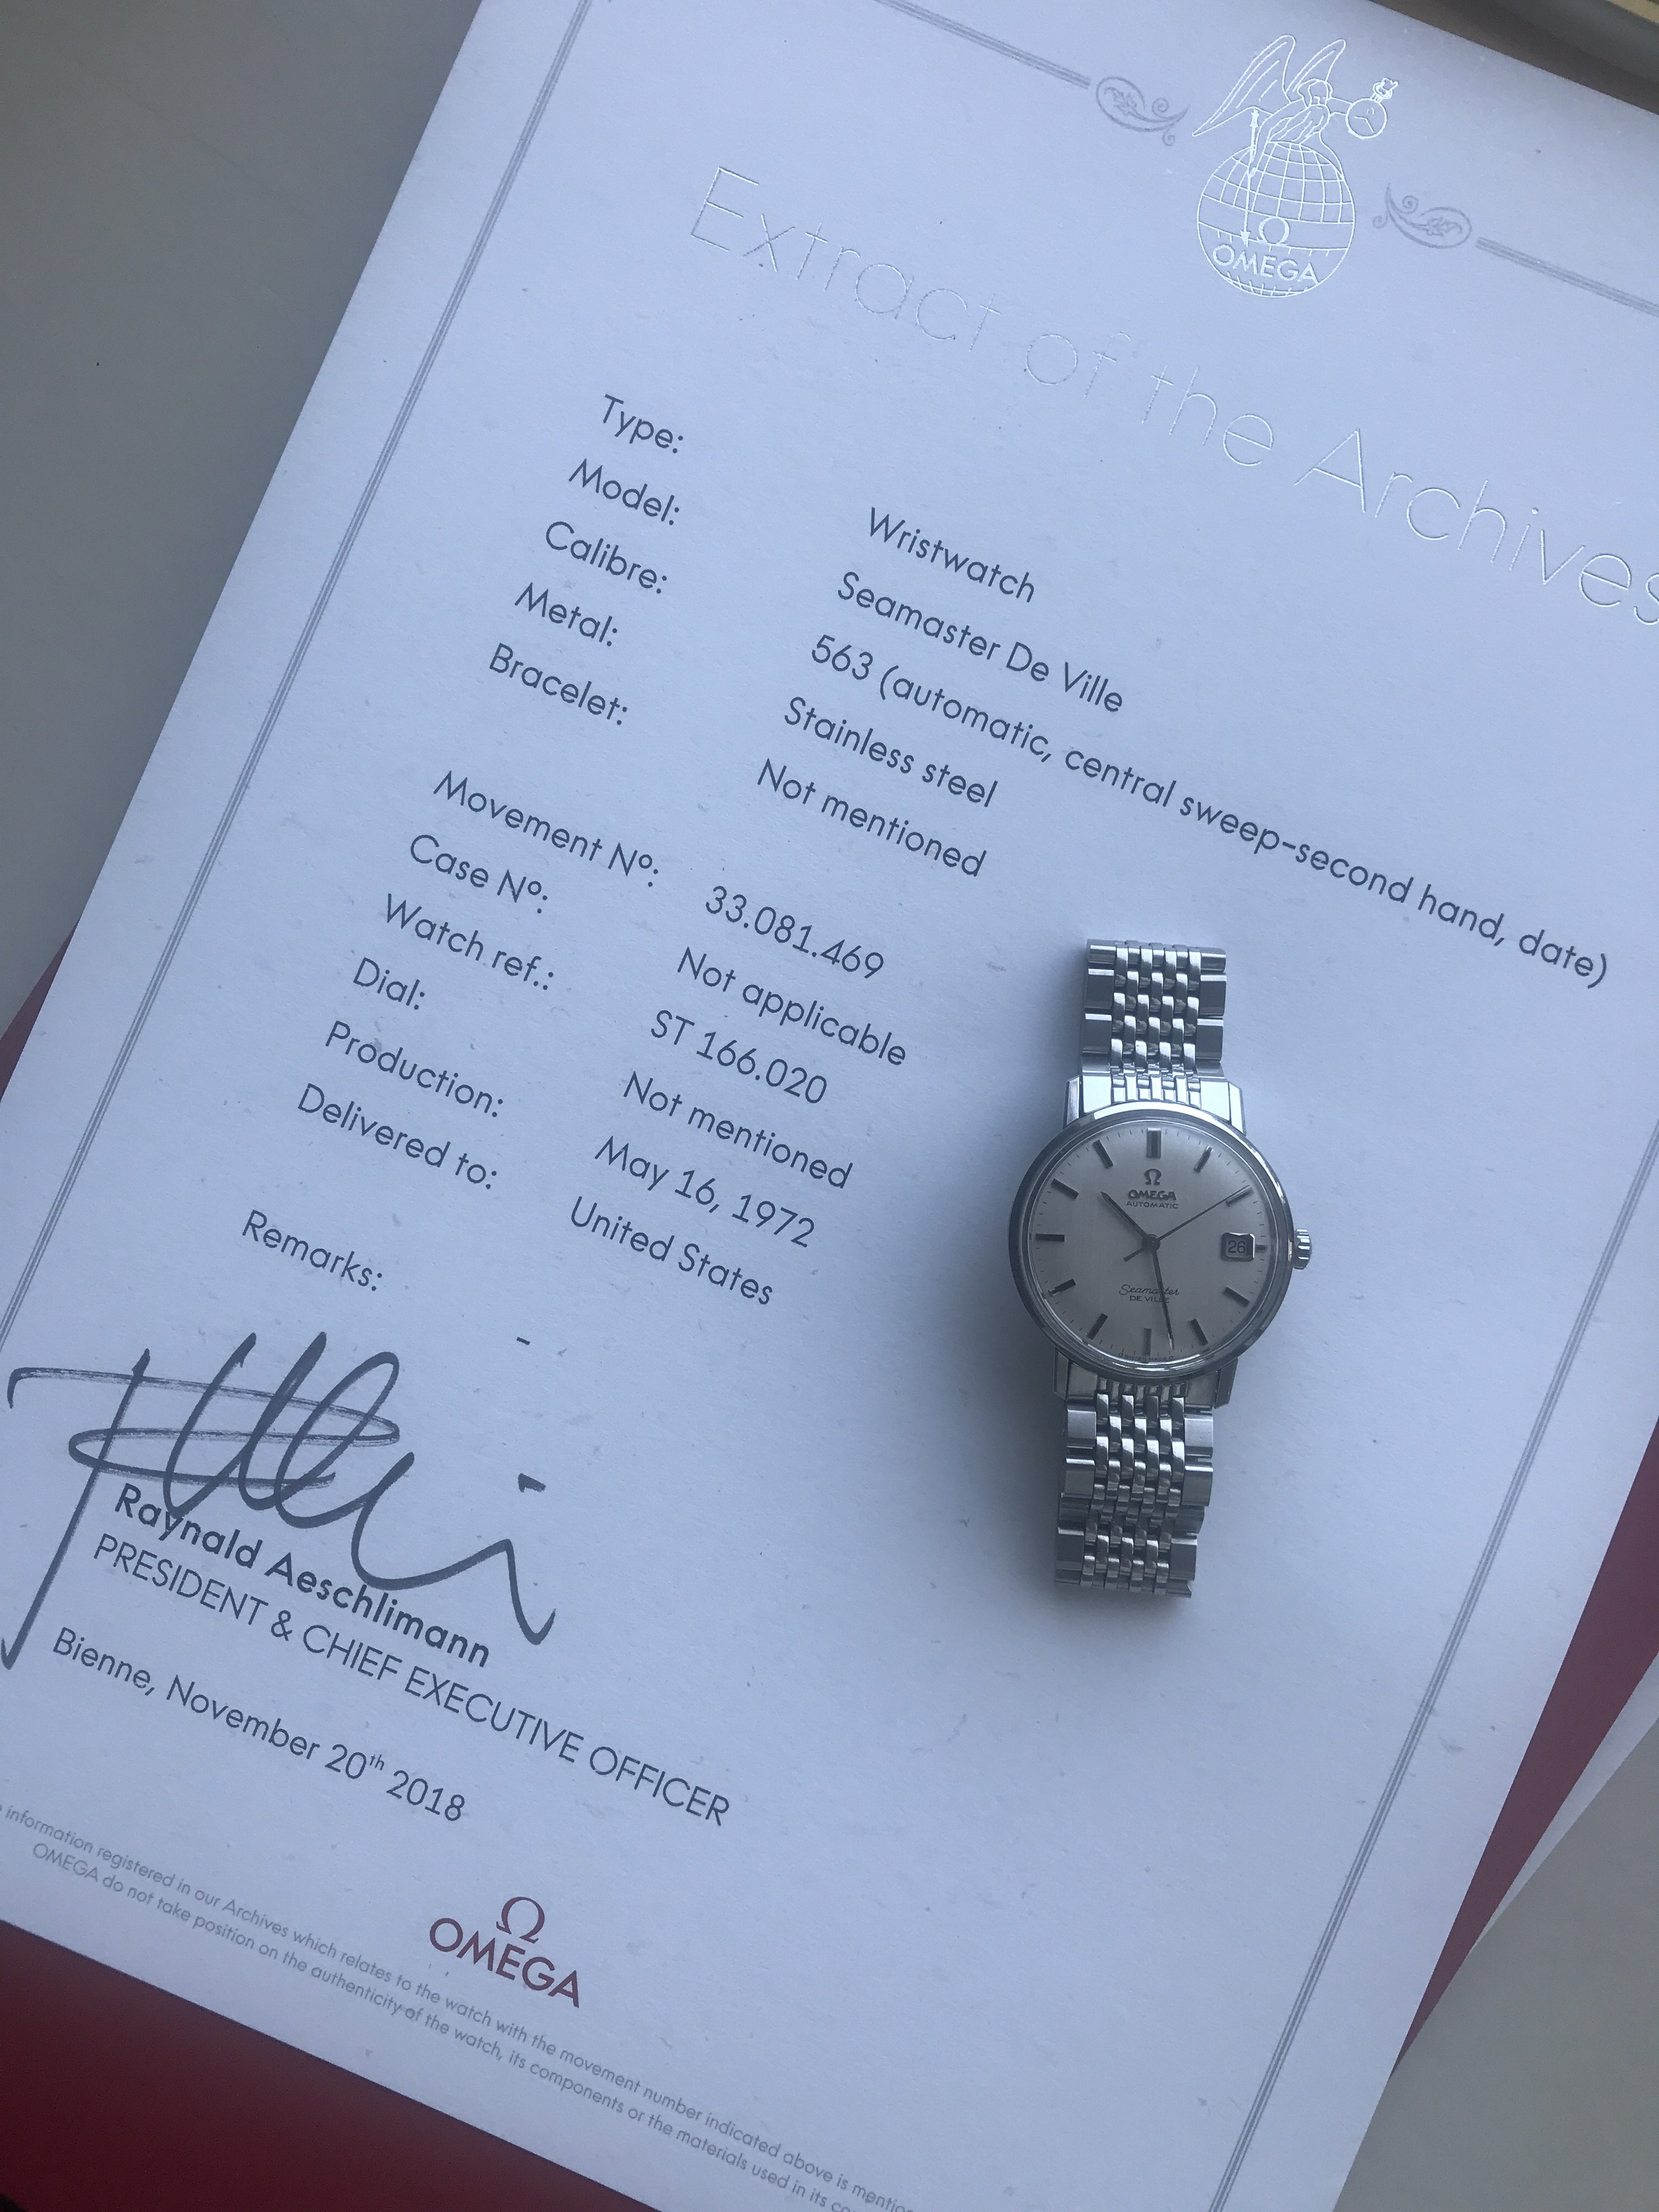 Ω
OMEGA
Extract of the Archives
Type: Wristwatch
Model: Seamaster De Ville
Calibre: 563 (automatic, central sweep-second hand, date)
Metal: Stainless steel
Bracelet: Not mentioned
Movement Nº: 33.081.469
Case Nº: Not applicable
Watch ref.: ST 166.020
Dial: Not mentioned
Production: May 16, 1972
Delivered to: United States
Remarks: -
Ω
OMEGA
AUTOMATIC
26
Seamaster
DE VILLE
Raynald Aeschlimann
PRESIDENT & CHIEF EXECUTIVE OFFICER
Bienne, November 20th 2018
Ω
OMEGA
information registered in our Archives which relates to the watch with the movement number indicated above is
OMEGA do not take position on the authenticity of the watch, its components or the materials used in its